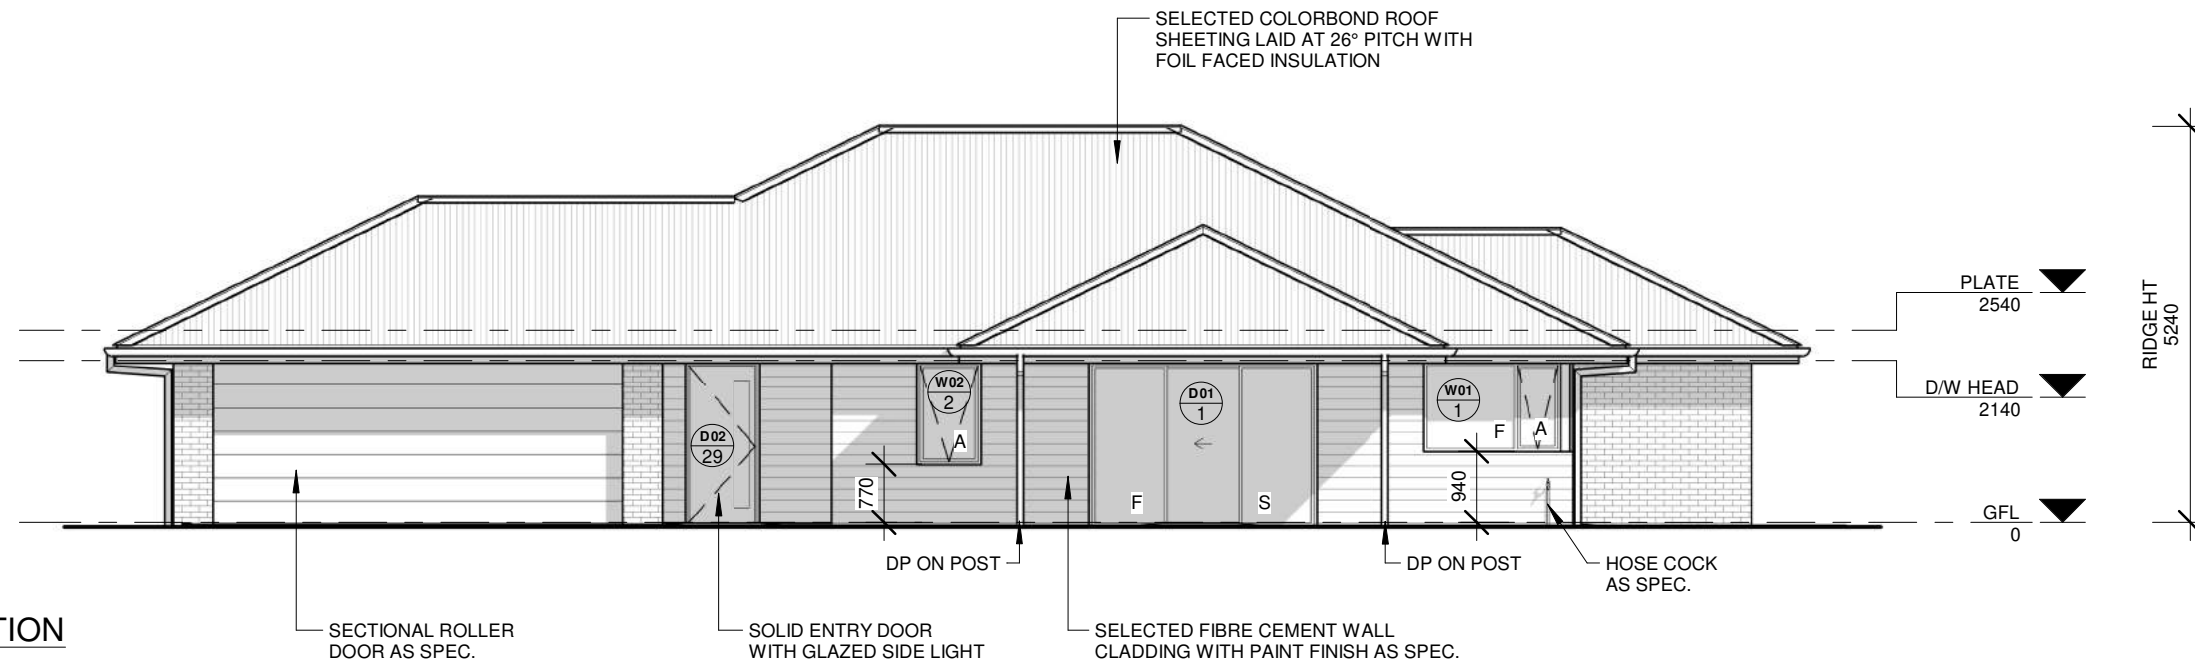 SELECTED COLORBOND ROOF
SHEETING LAID AT 26° PITCH WITH
FOIL FACED INSULATION
PLATE
2540
RIDGE HT
5240
D/W HEAD
2140
GFL
0
W02
2
A
D01
1
F
S
W01
1
F
A
D02
29
770
940
DP ON POST
DP ON POST
HOSE COCK
AS SPEC.
TION
SECTIONAL ROLLER
DOOR AS SPEC.
SOLID ENTRY DOOR
WITH GLAZED SIDE LIGHT
SELECTED FIBRE CEMENT WALL
CLADDING WITH PAINT FINISH AS SPEC.